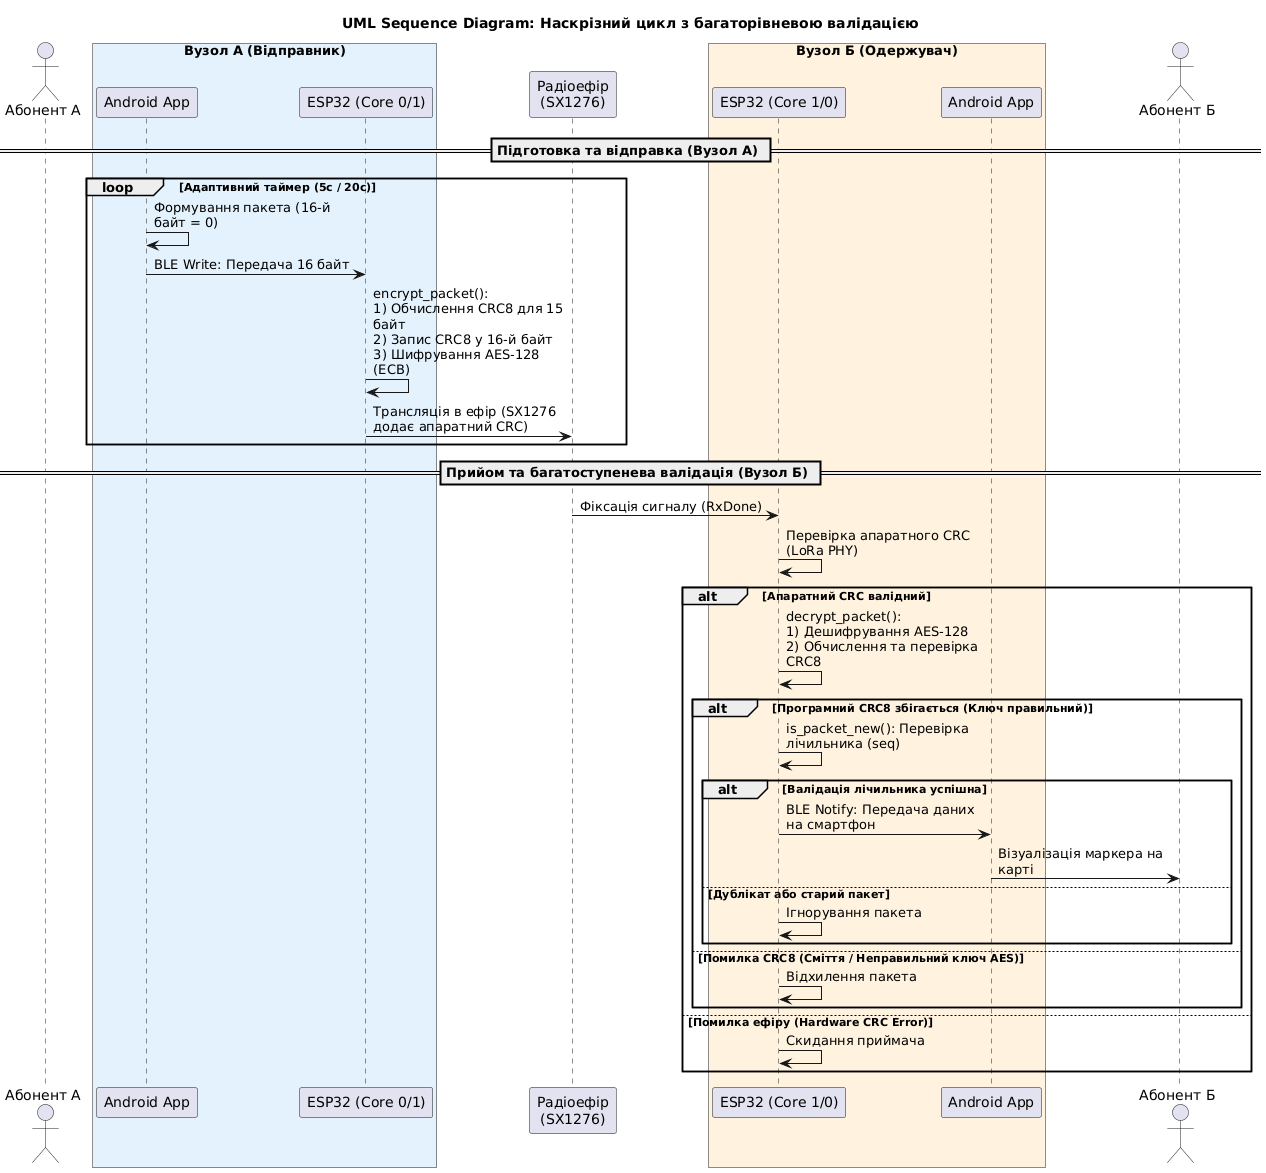 UML Sequence Diagram: Наскрізний цикл з багаторівневою валідацією
Вузол А (Відправник)
Вузол Б (Одержувач)
Абонент А
Android App
ESP32 (Core 0/1)
Радіоефір
(SX1276)
ESP32 (Core 1/0)
Android App
Абонент Б
Підготовка та відправка (Вузол А)
loop
[Адаптивний таймер (5с / 20с)]
Формування пакета (16-й
байт = 0)
BLE Write: Передача 16 байт
encrypt_packet():
1) Обчислення CRC8 для 15
байт
2) Запис CRC8 у 16-й байт
3) Шифрування AES-128
(ECB)
Трансляція в ефір (SX1276
додає апаратний CRC)
Прийом та багатоступенева валідація (Вузол Б)
Фіксація сигналу (RxDone)
Перевірка апаратного CRC
(LoRa PHY)
alt
[Апаратний CRC валідний]
decrypt_packet():
1) Дешифрування AES-128
2) Обчислення та перевірка
CRC8
alt
[Програмний CRC8 збігається (Ключ правильний)]
is_packet_new(): Перевірка
лічильника (seq)
alt
[Валідація лічильника успішна]
BLE Notify: Передача даних
на смартфон
Візуалізація маркера на
карті
[Дублікат або старий пакет]
Ігнорування пакета
[Помилка CRC8 (Сміття / Неправильний ключ AES)]
Відхилення пакета
[Помилка ефіру (Hardware CRC Error)]
Скидання приймача
Абонент А
Android App
ESP32 (Core 0/1)
Радіоефір
(SX1276)
ESP32 (Core 1/0)
Android App
Абонент Б